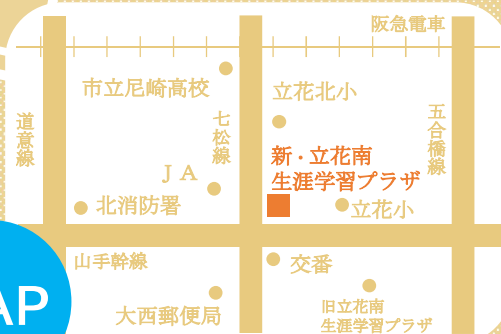 阪急電車
市立尼崎高校
立花北小
道意線
七松線
五合橋線
新・立花南
生涯学習プラザ
JA
北消防署
立花小
山手幹線
交番
AP
大西郵便局
旧立花南
生涯学習プラザ